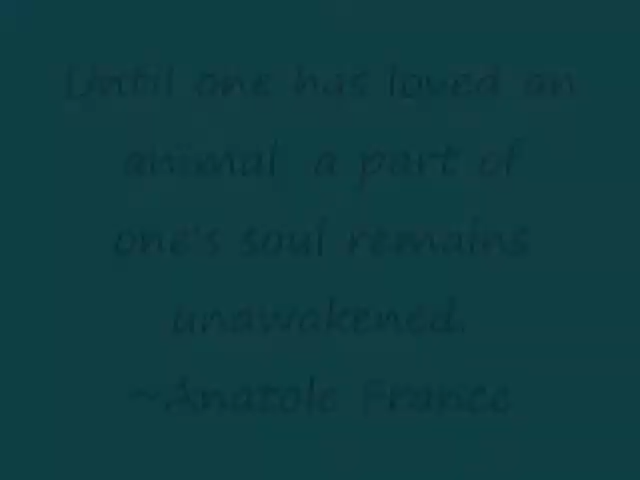 Until one has loved an
animal a part of
one's soul remains
unawakened.
~Anatole France